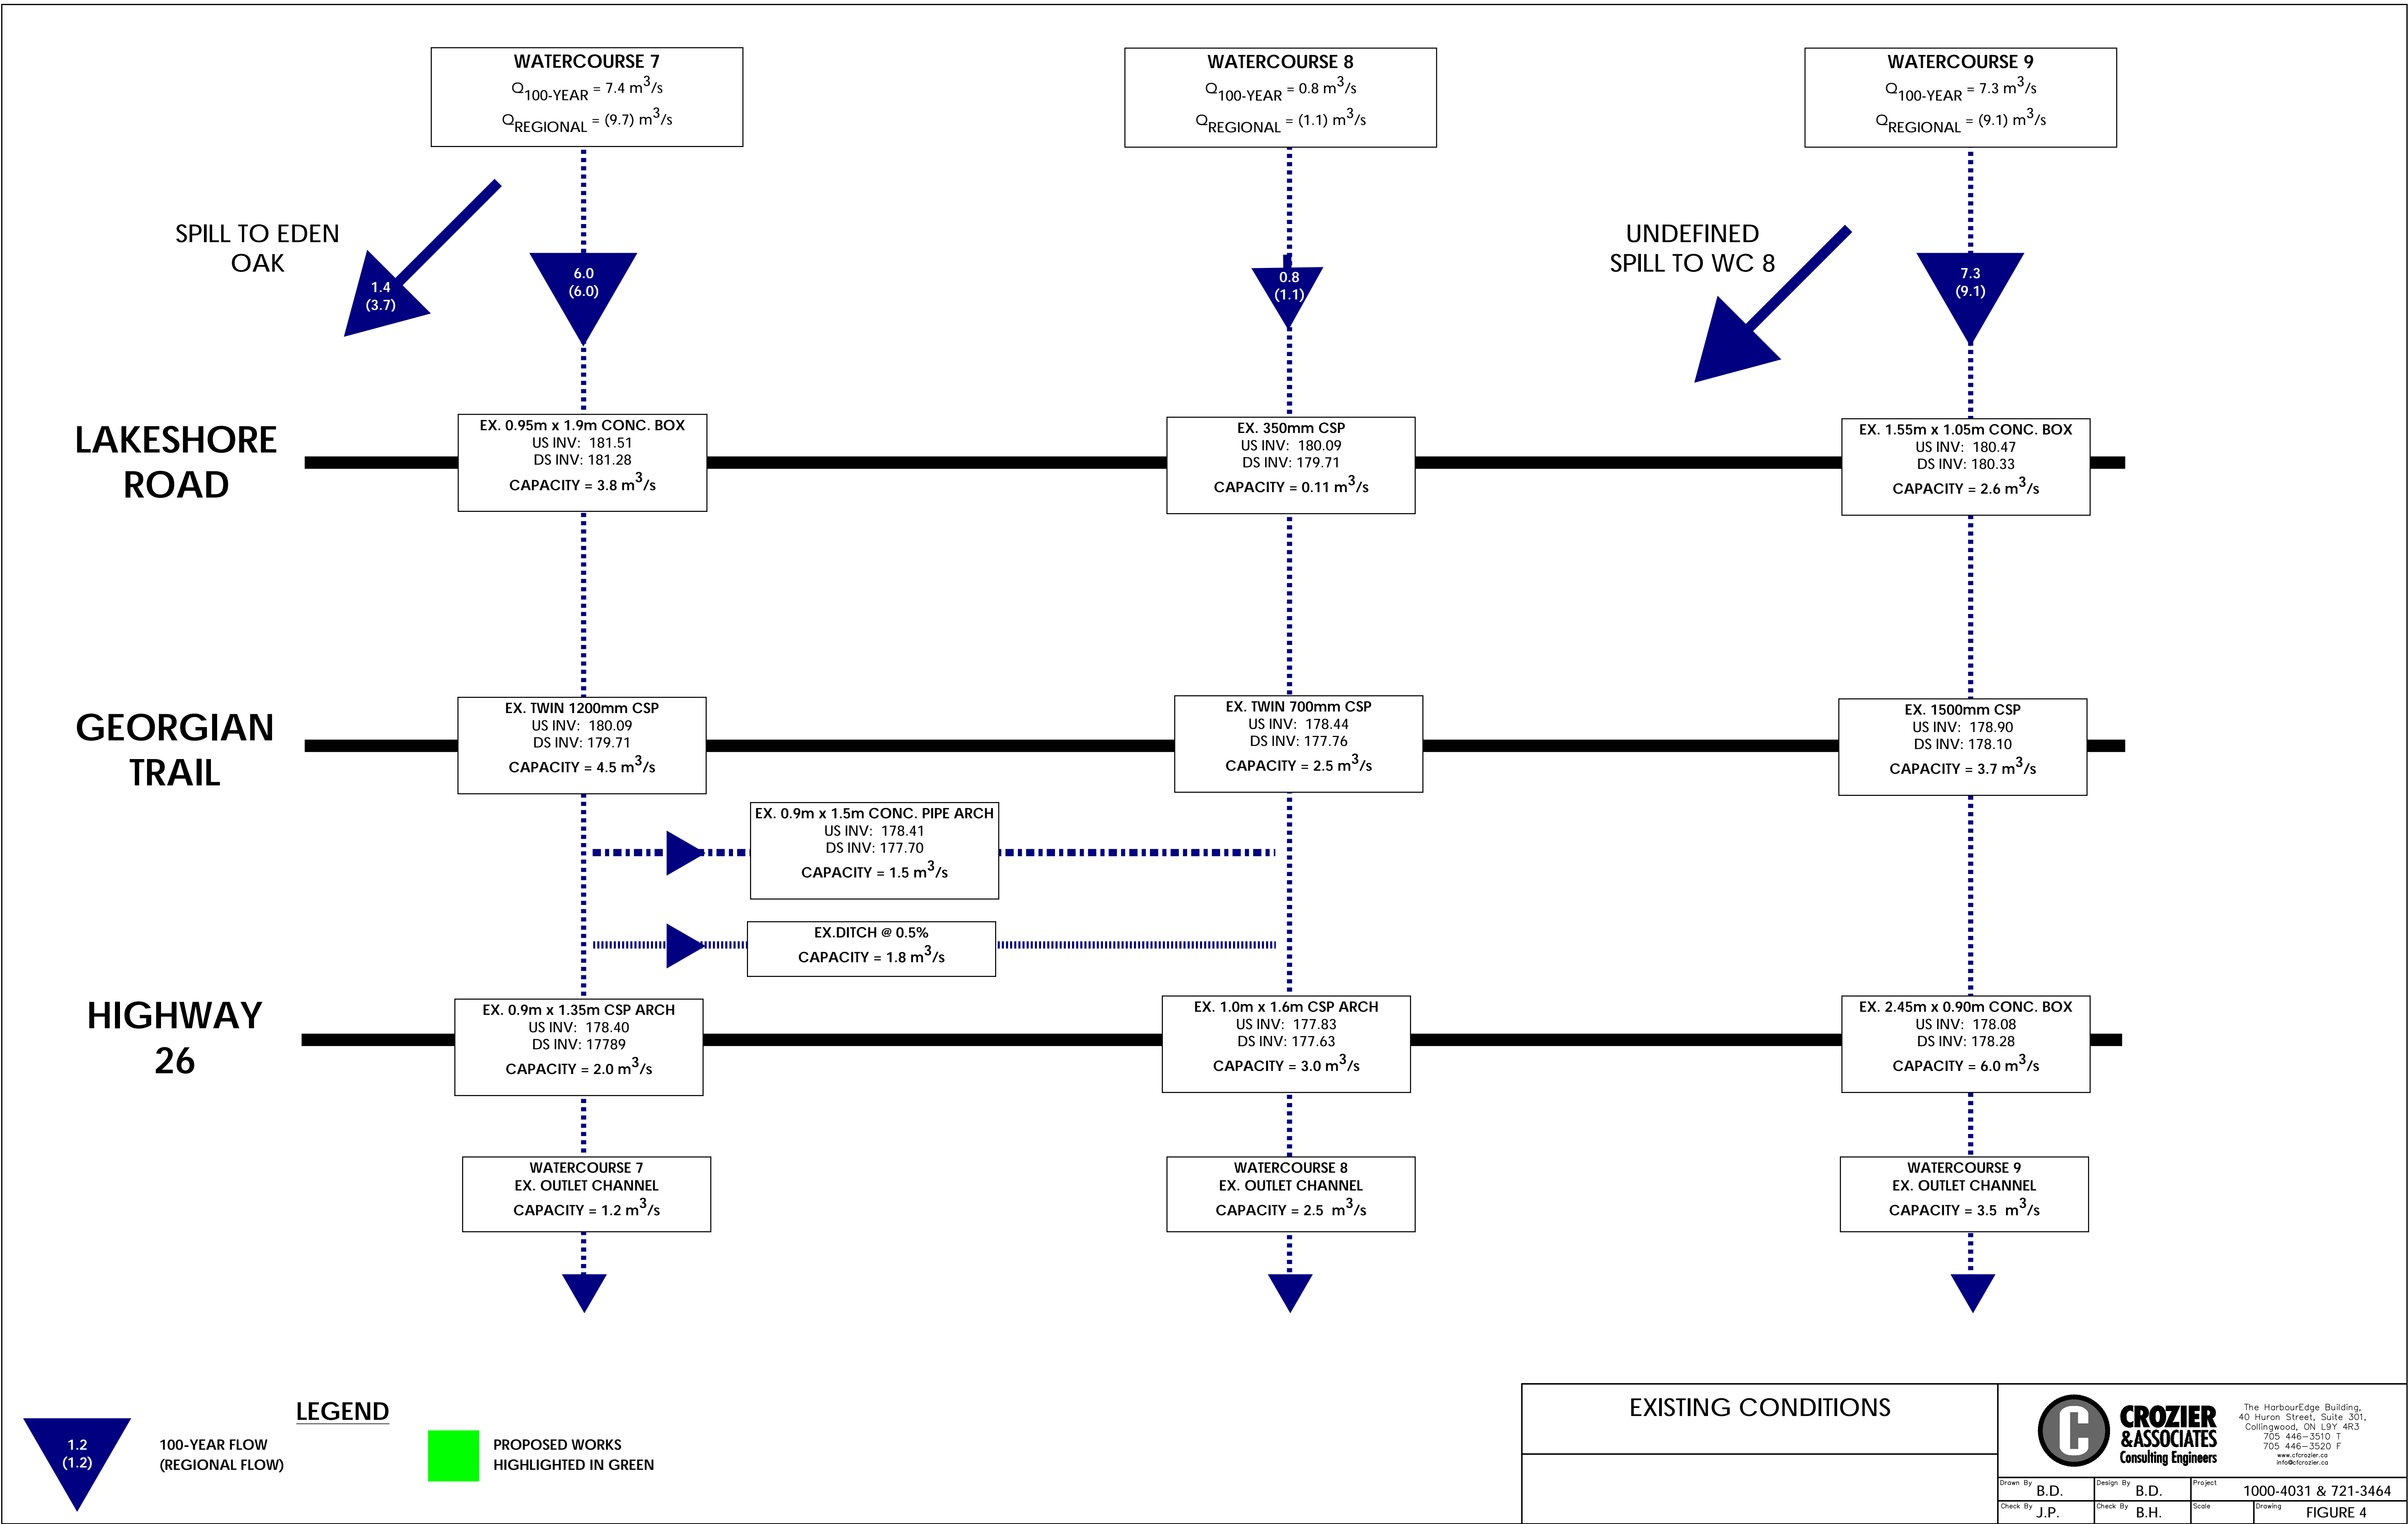 WATERCOURSE 7
Q100-YEAR = 7.4 m3/s
QREGIONAL = (9.7) m3/s
WATERCOURSE 8
Q100-YEAR = 0.8 m3/s
QREGIONAL = (1.1) m3/s
WATERCOURSE 9
Q100-YEAR = 7.3 m3/s
QREGIONAL = (9.1) m3/s
SPILL TO EDEN
OAK
1.4
(3.7)
6.0
(6.0)
0.8
(1.1)
UNDEFINED
SPILL TO WC 8
7.3
(9.1)
LAKESHORE
ROAD
EX. 0.95m x 1.9m CONC. BOX
US INV: 181.51
DS INV: 181.28
CAPACITY = 3.8 m3/s
EX. 350mm CSP
US INV: 180.09
DS INV: 179.71
CAPACITY = 0.11 m3/s
EX. 1.55m x 1.05m CONC. BOX
US INV: 180.47
DS INV: 180.33
CAPACITY = 2.6 m3/s
GEORGIAN
TRAIL
EX. TWIN 1200mm CSP
US INV: 180.09
DS INV: 179.71
CAPACITY = 4.5 m3/s
EX. TWIN 700mm CSP
US INV: 178.44
DS INV: 177.76
CAPACITY = 2.5 m3/s
EX. 1500mm CSP
US INV: 178.90
DS INV: 178.10
CAPACITY = 3.7 m3/s
EX. 0.9m x 1.5m CONC. PIPE ARCH
US INV: 178.41
DS INV: 177.70
CAPACITY = 1.5 m3/s
EX.DITCH @ 0.5%
CAPACITY = 1.8 m3/s
HIGHWAY
26
EX. 0.9m x 1.35m CSP ARCH
US INV: 178.40
DS INV: 17789
CAPACITY = 2.0 m3/s
EX. 1.0m x 1.6m CSP ARCH
US INV: 177.83
DS INV: 177.63
CAPACITY = 3.0 m3/s
EX. 2.45m x 0.90m CONC. BOX
US INV: 178.08
DS INV: 178.28
CAPACITY = 6.0 m3/s
WATERCOURSE 7
EX. OUTLET CHANNEL
CAPACITY = 1.2 m3/s
WATERCOURSE 8
EX. OUTLET CHANNEL
CAPACITY = 2.5 m3/s
WATERCOURSE 9
EX. OUTLET CHANNEL
CAPACITY = 3.5 m3/s
LEGEND
1.2
(1.2)
100-YEAR FLOW
(REGIONAL FLOW)
PROPOSED WORKS
HIGHLIGHTED IN GREEN
EXISTING CONDITIONS
C
CROZIER
&ASSOCIATES
Consulting Engineers
The HarbourEdge Building,
40 Huron Street, Suite 301,
Collingwood, ON L9Y 4R3
705 446-3510 T
705 446-3520 F
www.cfcrozier.ca
info@cfcrozier.ca
Drawn By B.D.
Design By B.D.
Project 1000-4031 & 721-3464
Check By J.P.
Check By B.H.
Scale
Drawing FIGURE 4